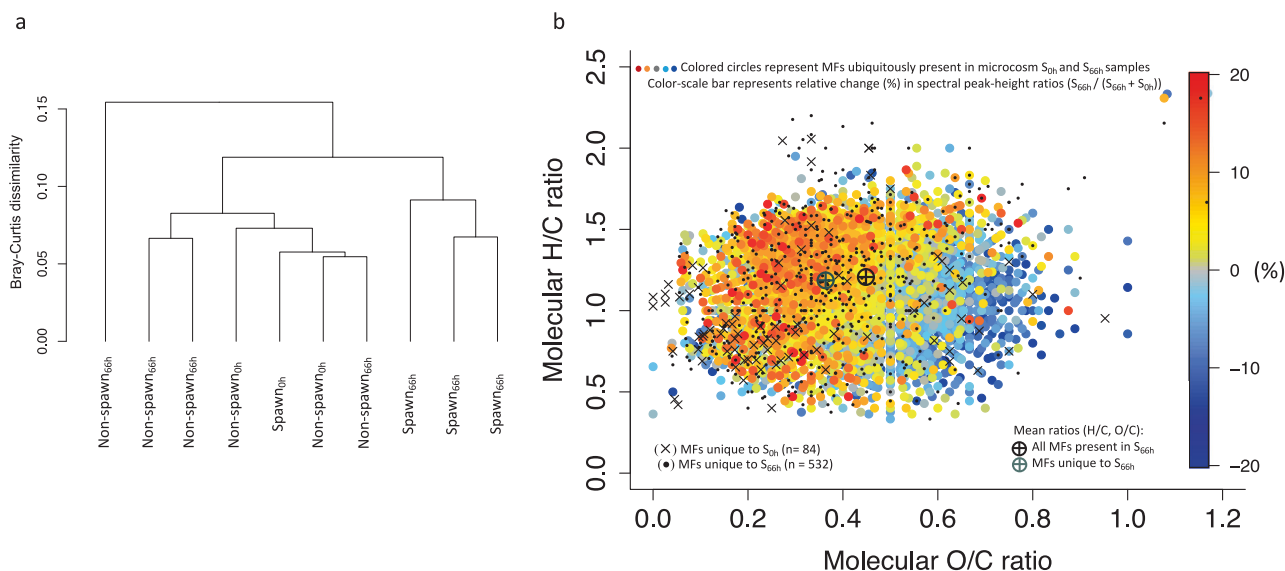 a
Bray-Curtis dissimilarity
0.15
0.10
0.05
0.00
Non-spawn66h
Non-spawn66h
Non-spawn66h
Non-spawn0h
Spawn0h
Non-spawn0h
Non-spawn66h
Spawn66h
Spawn66h
Spawn66h
b
Colored circles represent MFs ubiquitously present in microcosm S0h and S66h samples
Color-scale bar represents relative change (%) in spectral peak-height ratios (S66h / (S66h + S0h))
Molecular H/C ratio
2.5
2.0
1.5
1.0
0.5
0.0
(×) MFs unique to S0h (n= 84)
(•) MFs unique to S66h (n = 532)
Mean ratios (H/C, O/C):
⊕ All MFs present in S66h
⊕ MFs unique to S66h
0.0 0.2 0.4 0.6 0.8 1.0 1.2
Molecular O/C ratio
20
10
0 (%)
−10
−20